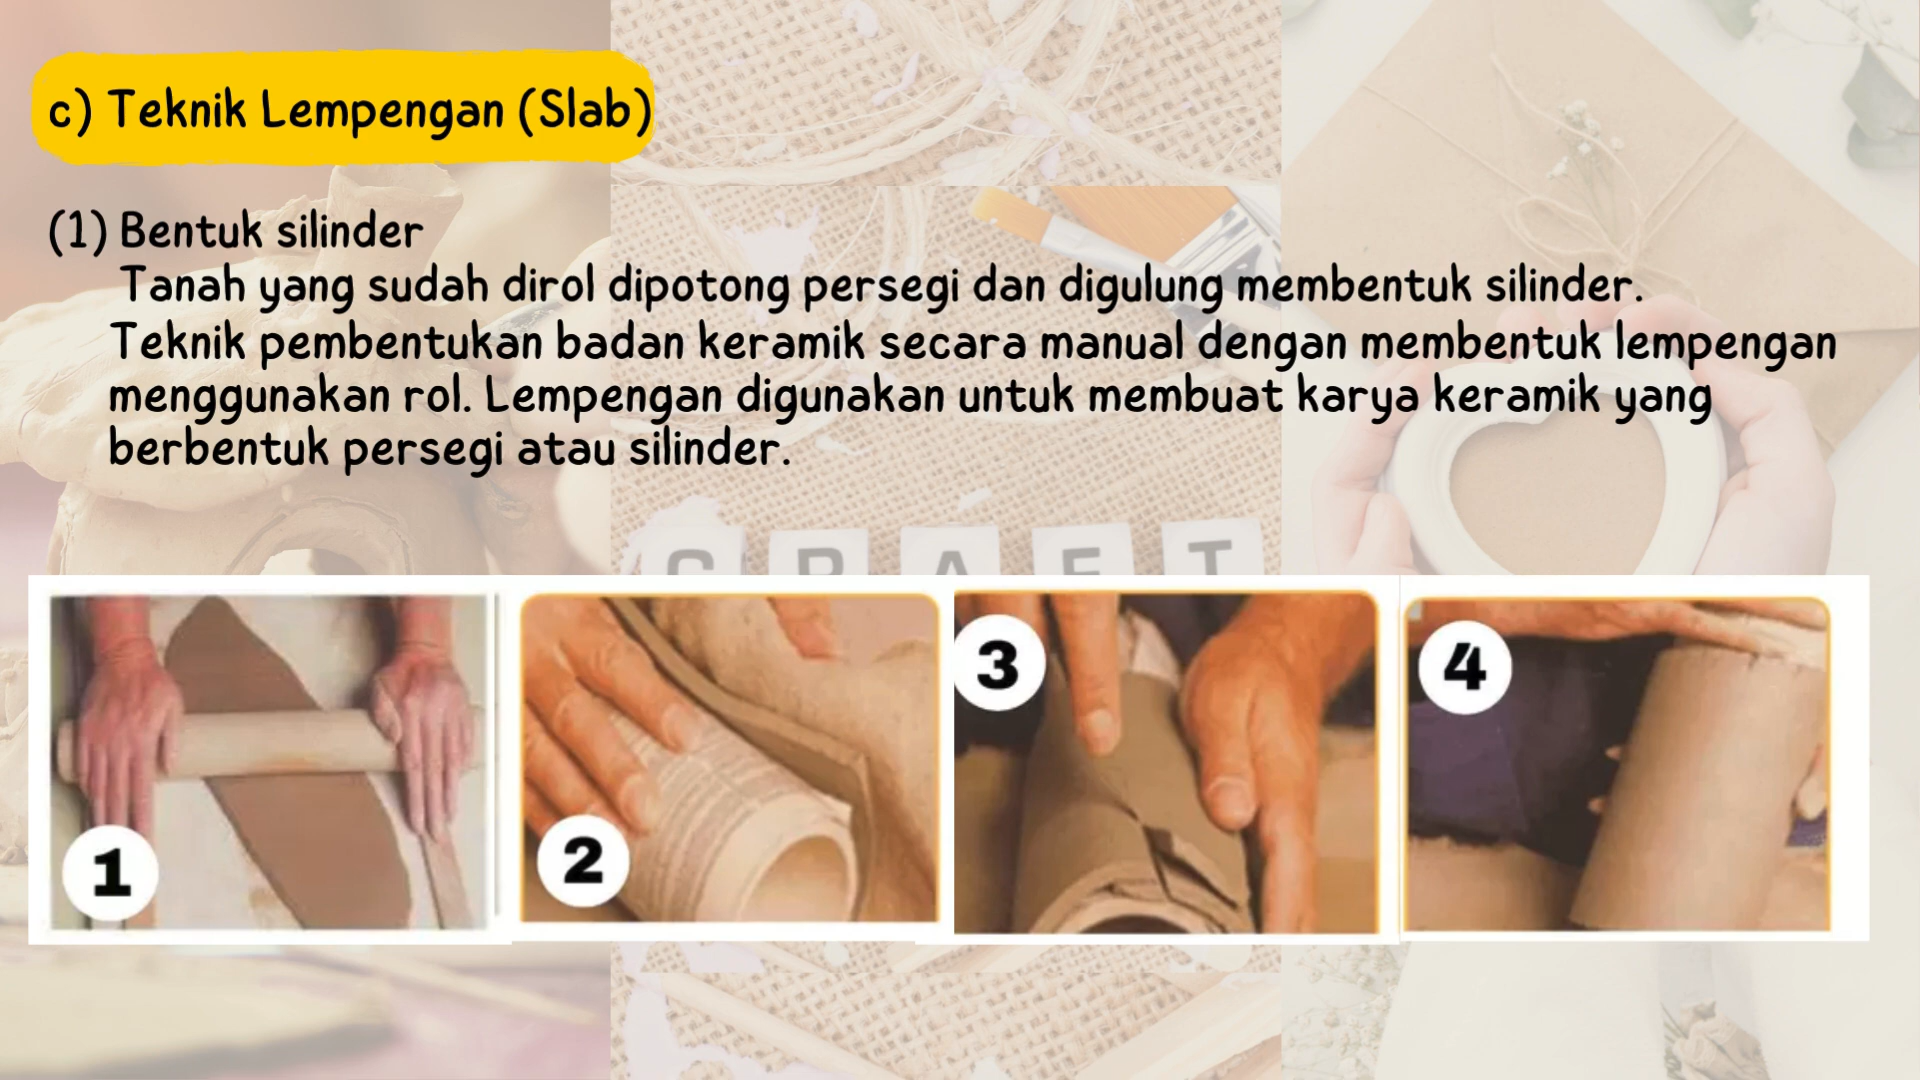 c) Teknik Lempengan (Slab)
(1) Bentuk silinder
Tanah yang sudah dirol dipotong persegi dan digulung membentuk silinder.
Teknik pembentukan badan keramik secara manual dengan membentuk lempengan
menggunakan rol. Lempengan digunakan untuk membuat karya keramik yang
berbentuk persegi atau silinder.
CRAFT
1
2
3
4